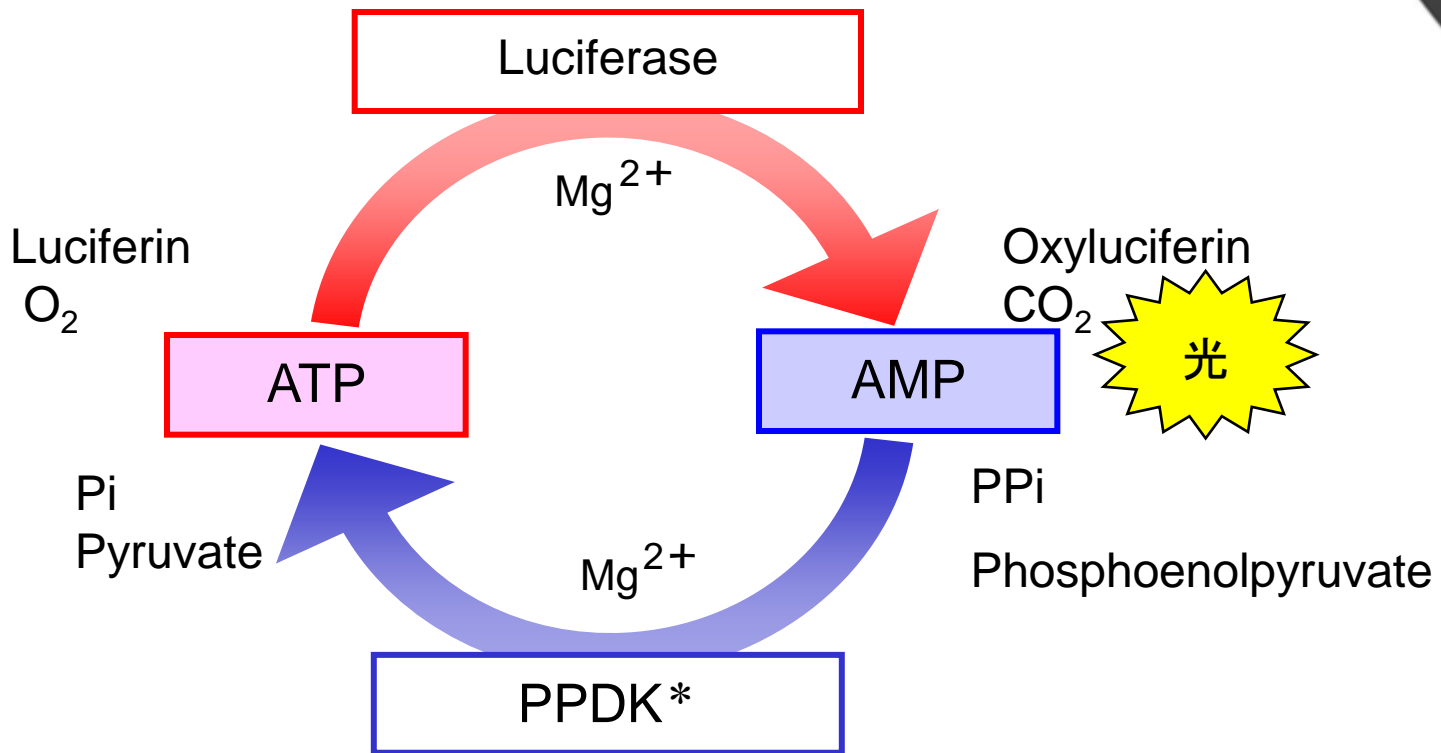 Luciferase
Mg2+
Luciferin
O2
Oxyluciferin
CO2
光
ATP
AMP
Pi
Pyruvate
Mg2+
PPi
Phosphoenolpyruvate
PPDK*